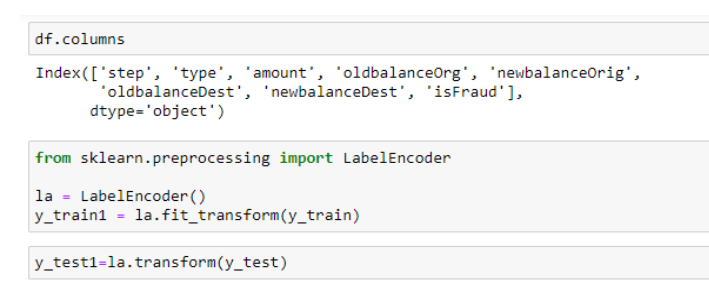 df.columns
Index(['step', 'type', 'amount', 'oldbalanceOrg', 'newbalanceOrig',
'oldbalanceDest', 'newbalanceDest', 'isFraud'],
dtype='object')
from sklearn.preprocessing import LabelEncoder
la = LabelEncoder()
y_train1 = la.fit_transform(y_train)
y_test1=la.transform(y_test)